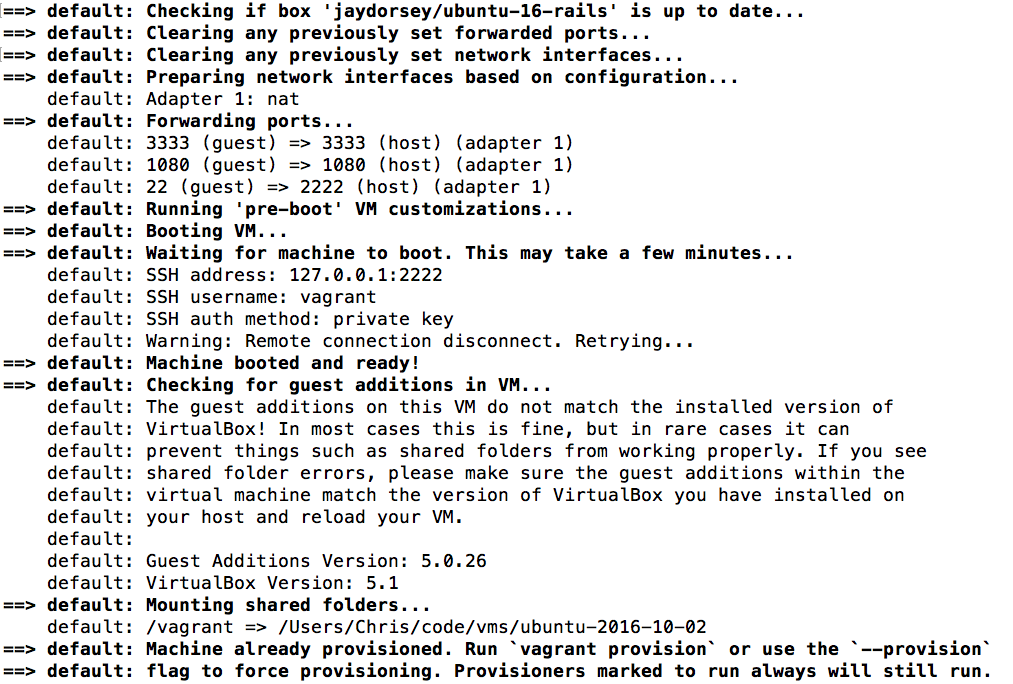 ==> default: Checking if box 'jaydorsey/ubuntu-16-rails' is up to date...
==> default: Clearing any previously set forwarded ports...
==> default: Clearing any previously set network interfaces...
==> default: Preparing network interfaces based on configuration...
    default: Adapter 1: nat
==> default: Forwarding ports...
    default: 3333 (guest) => 3333 (host) (adapter 1)
    default: 1080 (guest) => 1080 (host) (adapter 1)
    default: 22 (guest) => 2222 (host) (adapter 1)
==> default: Running 'pre-boot' VM customizations...
==> default: Booting VM...
==> default: Waiting for machine to boot. This may take a few minutes...
    default: SSH address: 127.0.0.1:2222
    default: SSH username: vagrant
    default: SSH auth method: private key
    default: Warning: Remote connection disconnect. Retrying...
==> default: Machine booted and ready!
==> default: Checking for guest additions in VM...
    default: The guest additions on this VM do not match the installed version of
    default: VirtualBox! In most cases this is fine, but in rare cases it can
    default: prevent things such as shared folders from working properly. If you see
    default: shared folder errors, please make sure the guest additions within the
    default: virtual machine match the version of VirtualBox you have installed on
    default: your host and reload your VM.
    default:
    default: Guest Additions Version: 5.0.26
    default: VirtualBox Version: 5.1
==> default: Mounting shared folders...
    default: /vagrant => /Users/Chris/code/vms/ubuntu-2016-10-02
==> default: Machine already provisioned. Run `vagrant provision` or use the `--provision`
==> default: flag to force provisioning. Provisioners marked to run always will still run.